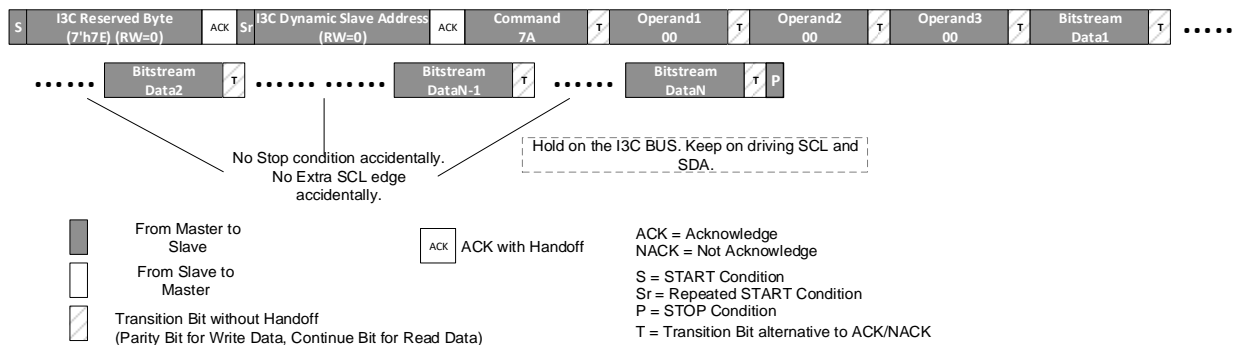 S I3C Reserved Byte (7'h7E) (RW=0) ACK Sr I3C Dynamic Slave Address (RW=0) ACK Command 7A T Operand1 00 T Operand2 00 T Operand3 00 T Bitstream Data1 T .....
...... Bitstream Data2 T ...... ...... Bitstream DataN-1 T ...... Bitstream DataN T P
No Stop condition accidentally.
No Extra SCL edge
accidentally.
Hold on the I3C BUS. Keep on driving SCL and
SDA.
From Master to
Slave
From Slave to
Master
Transition Bit without Handoff
(Parity Bit for Write Data, Continue Bit for Read Data)
ACK ACK with Handoff
ACK = Acknowledge
NACK = Not Acknowledge
S = START Condition
Sr = Repeated START Condition
P = STOP Condition
T = Transition Bit alternative to ACK/NACK